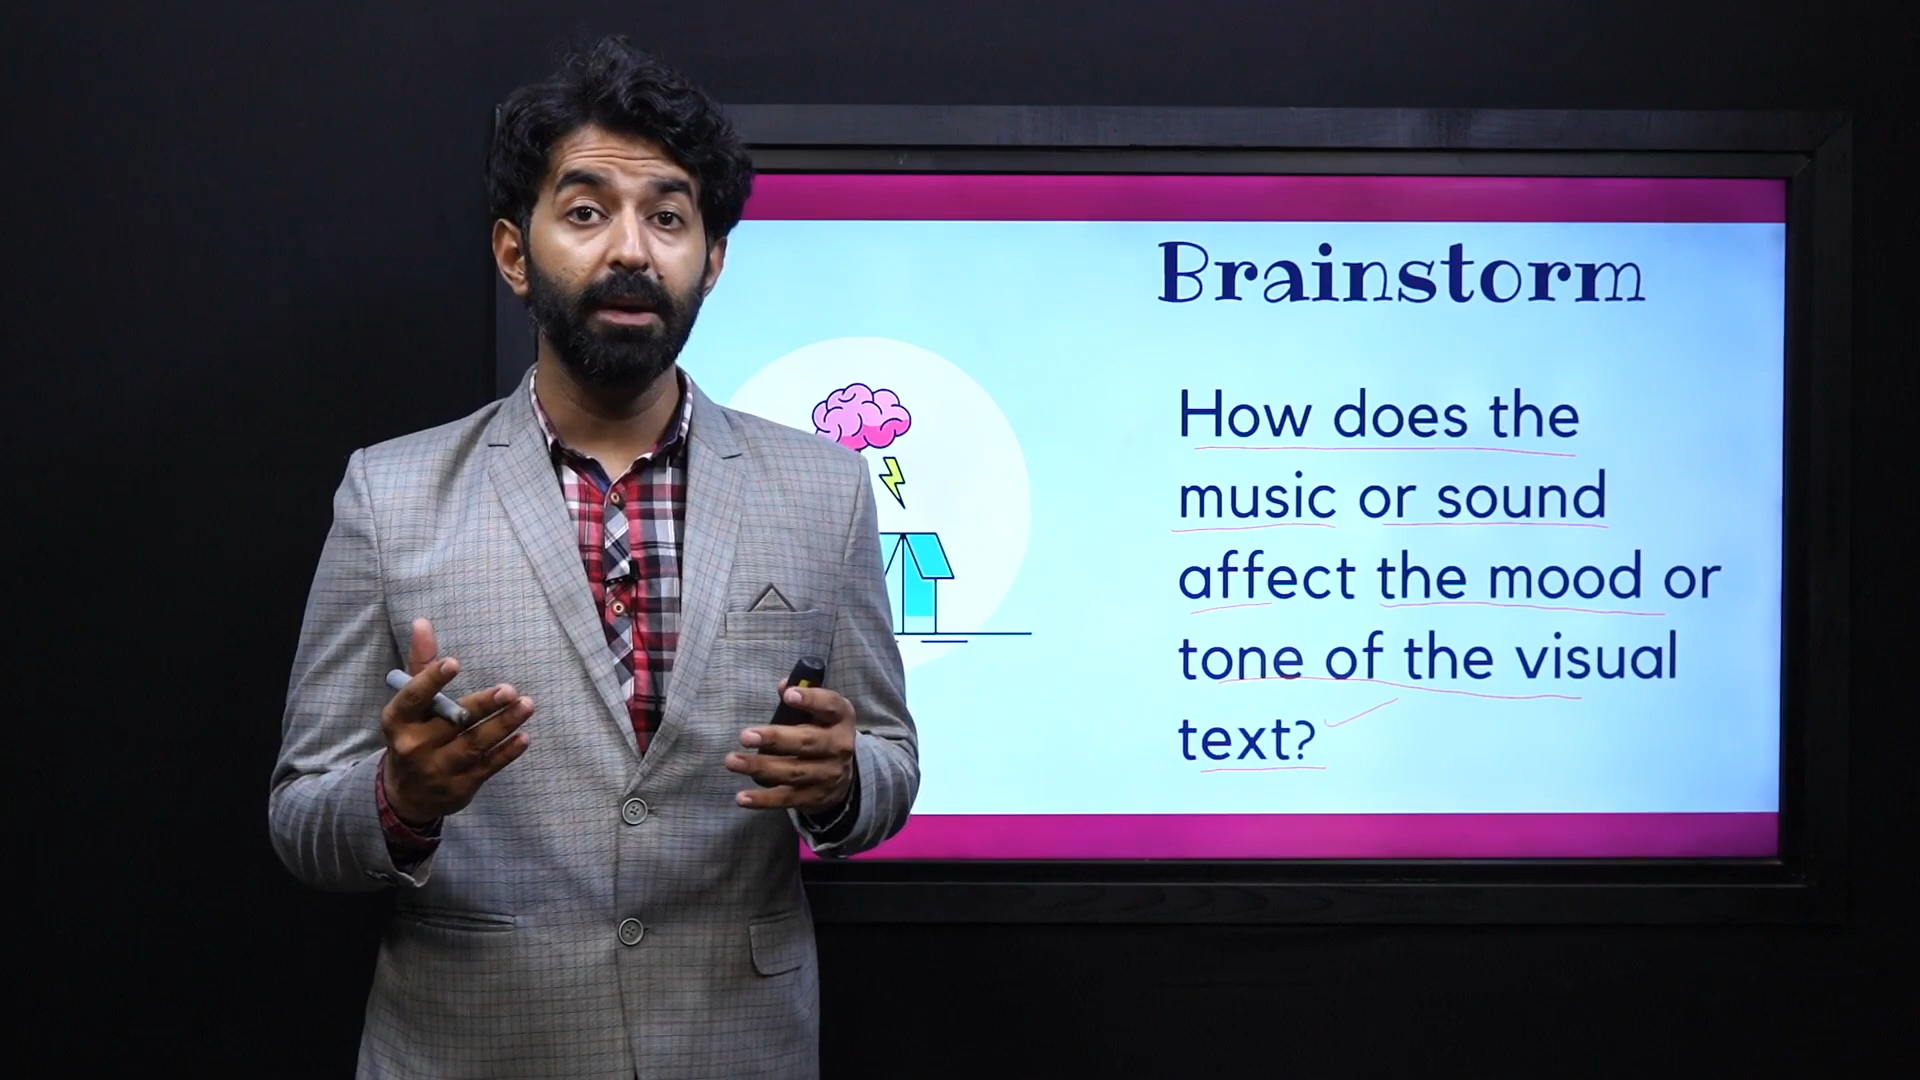 Brainstorm
How does the
music or sound
affect the mood or
tone of the visual
text?